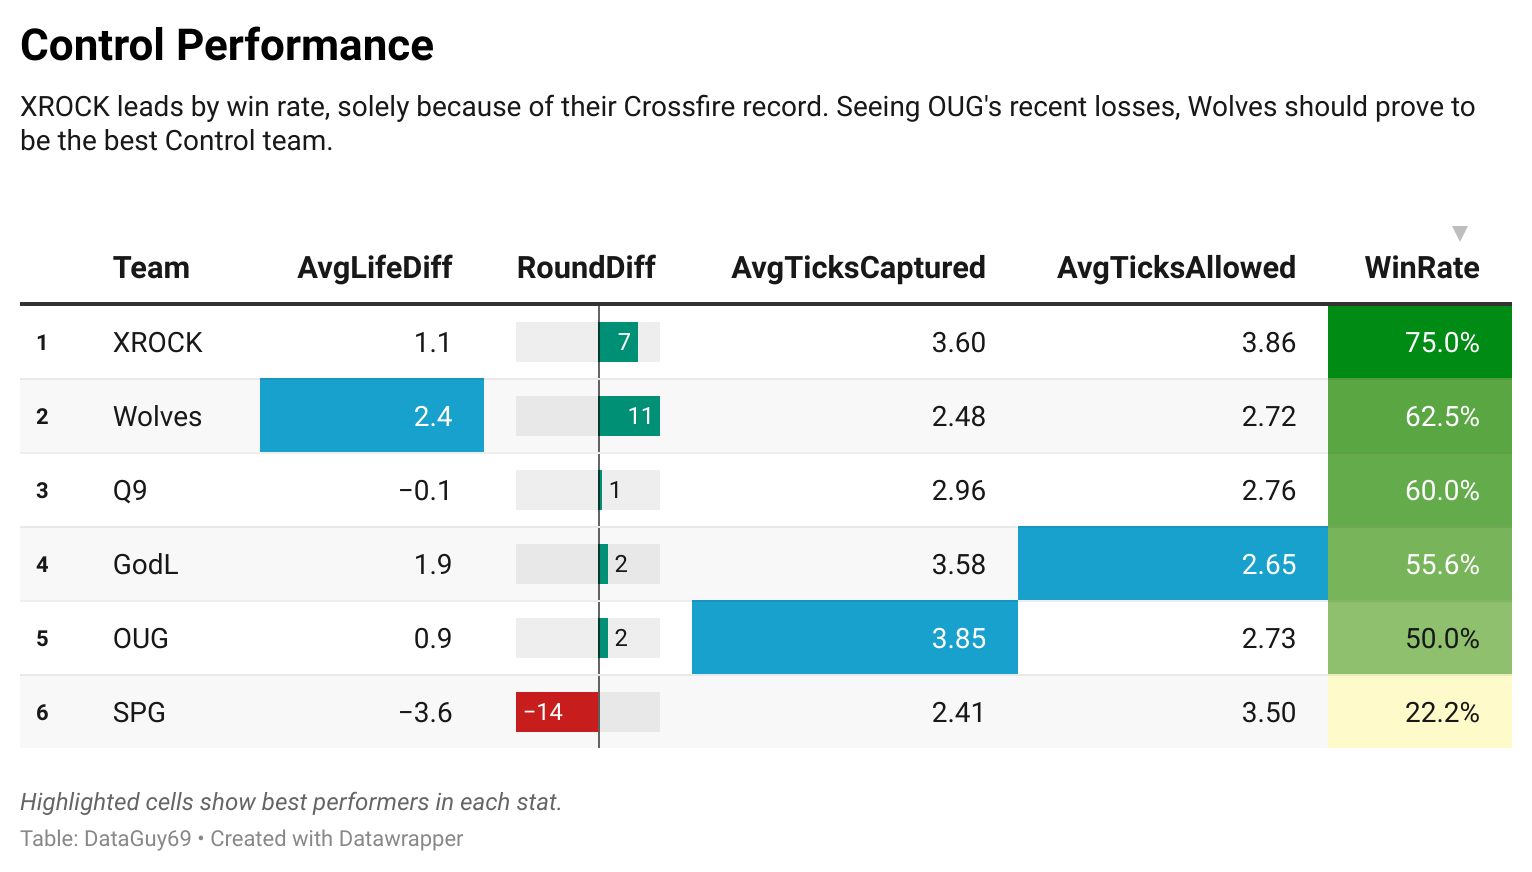 Control Performance
XROCK leads by win rate, solely because of their Crossfire record. Seeing OUG's recent losses, Wolves should prove to
be the best Control team.
▼
Team AvgLifeDiff RoundDiff AvgTicksCaptured AvgTicksAllowed WinRate
1 XROCK 1.1 7 3.60 3.86 75.0%
2 Wolves 2.4 11 2.48 2.72 62.5%
3 Q9 −0.1 1 2.96 2.76 60.0%
4 GodL 1.9 2 3.58 2.65 55.6%
5 OUG 0.9 2 3.85 2.73 50.0%
6 SPG −3.6 −14 2.41 3.50 22.2%
Highlighted cells show best performers in each stat.
Table: DataGuy69 • Created with Datawrapper